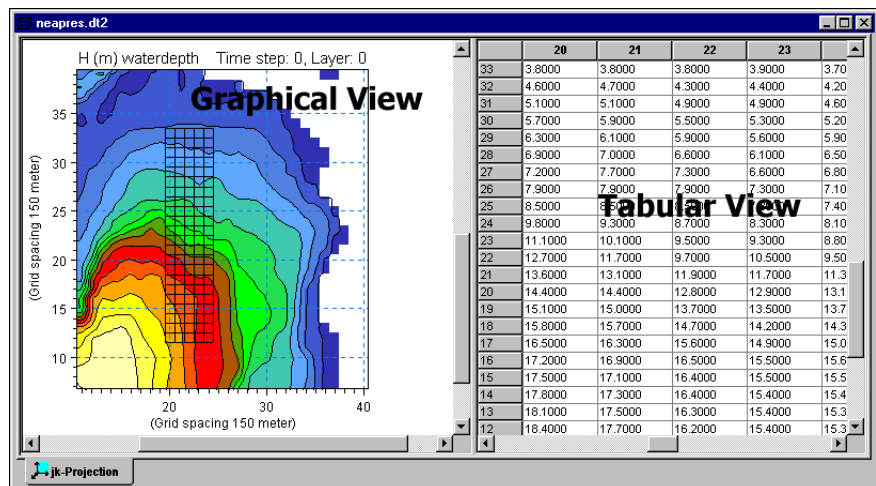 neapres.dt2
H (m) waterdepth Time step: 0, Layer: 0
Graphical View
35
30
25
20
15
10
(Grid spacing 150 meter)
20 30 40
(Grid spacing 150 meter)
20 21 22 23
33 3.8000 3.8000 3.8000 3.9000 3.70
32 4.6000 4.7000 4.3000 4.4000 4.20
31 5.1000 5.1000 4.9000 4.9000 4.60
30 5.7000 5.9000 5.5000 5.3000 5.20
29 6.3000 6.1000 5.9000 5.6000 5.90
28 6.9000 7.0000 6.6000 6.1000 6.50
27 7.2000 7.7000 7.3000 6.6000 6.80
26 7.9000 7.9000 7.9000 7.3000 7.10
Tabular View
25 8.5000 7.40
24 9.8000 9.3000 8.7000 8.3000 8.10
23 11.1000 10.1000 9.5000 9.3000 8.80
22 12.7000 11.7000 9.7000 10.5000 9.50
21 13.6000 13.1000 11.9000 11.7000 11.3
20 14.4000 14.4000 12.8000 12.9000 13.1
19 15.1000 15.0000 13.7000 13.5000 13.7
18 15.8000 15.7000 14.7000 14.2000 14.3
17 16.5000 16.3000 15.6000 14.9000 15.0
16 17.2000 16.9000 16.5000 15.5000 15.6
15 17.5000 17.1000 16.4000 15.5000 15.5
14 17.8000 17.3000 16.4000 15.4000 15.4
13 18.1000 17.5000 16.3000 15.4000 15.3
12 18.4000 17.7000 16.2000 15.4000 15.3
jk-Projection